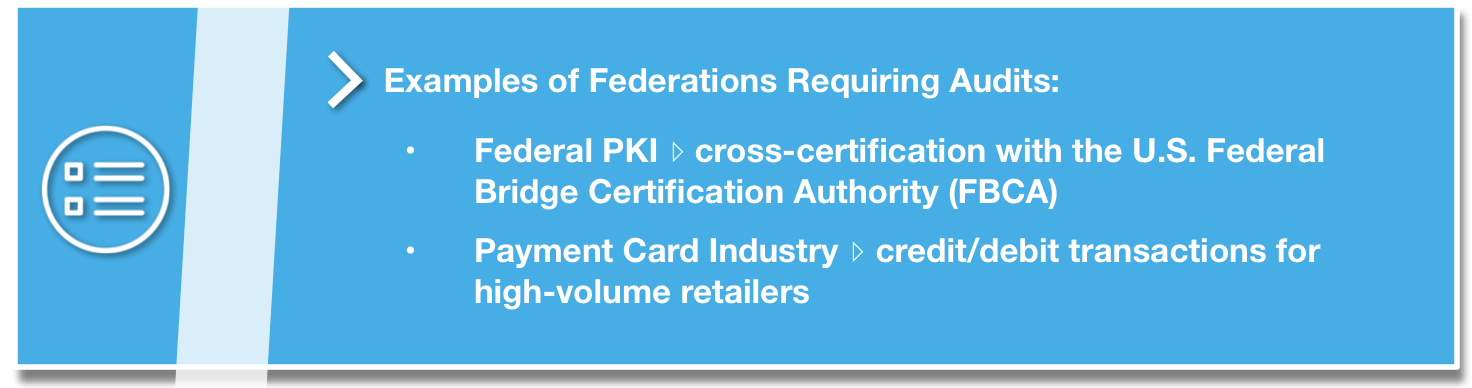 Examples of Federations Requiring Audits:
• Federal PKI ▷ cross-certification with the U.S. Federal
Bridge Certification Authority (FBCA)
• Payment Card Industry ▷ credit/debit transactions for
high-volume retailers